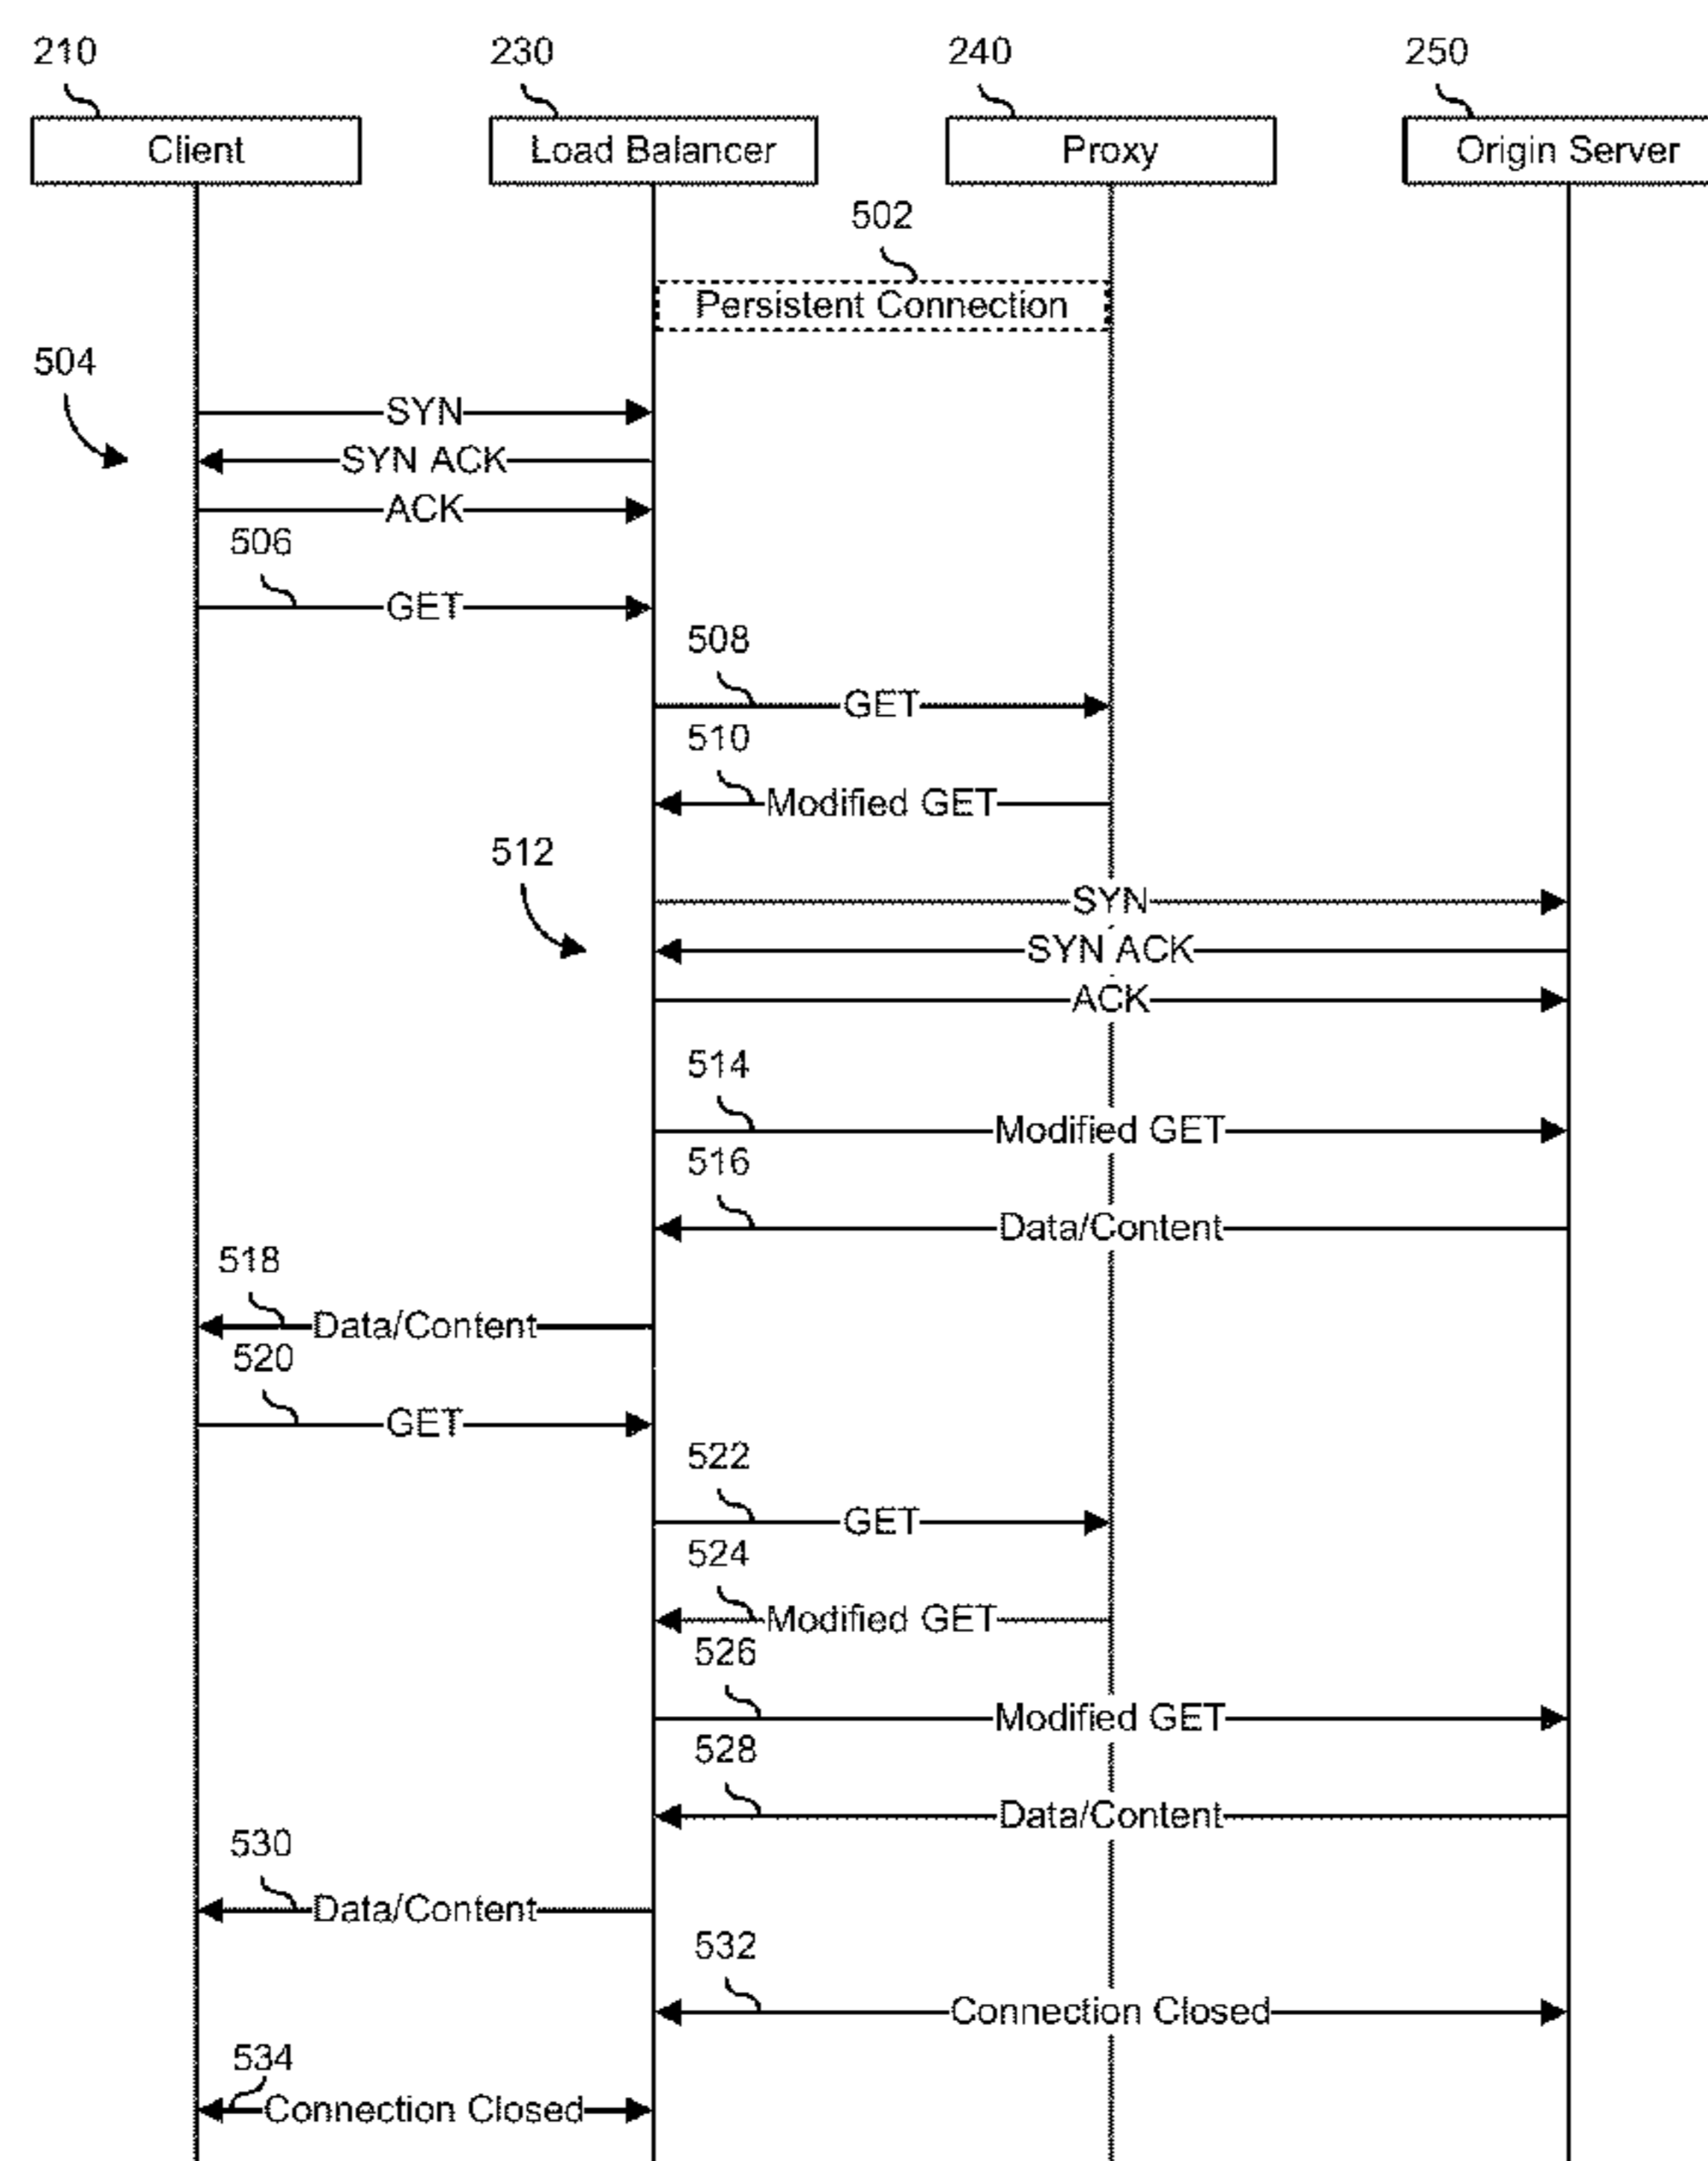 210 230 240 250
Client Load Balancer Proxy Origin Server
502
Persistent Connection
504
SYN
SYN ACK
ACK
506
GET
508
GET
510
Modified GET
512
SYN
SYN ACK
ACK
514
Modified GET
516
Data/Content
518
Data/Content
520
GET
522
GET
524
Modified GET
526
Modified GET
528
Data/Content
530
Data/Content
532
Connection Closed
534
Connection Closed